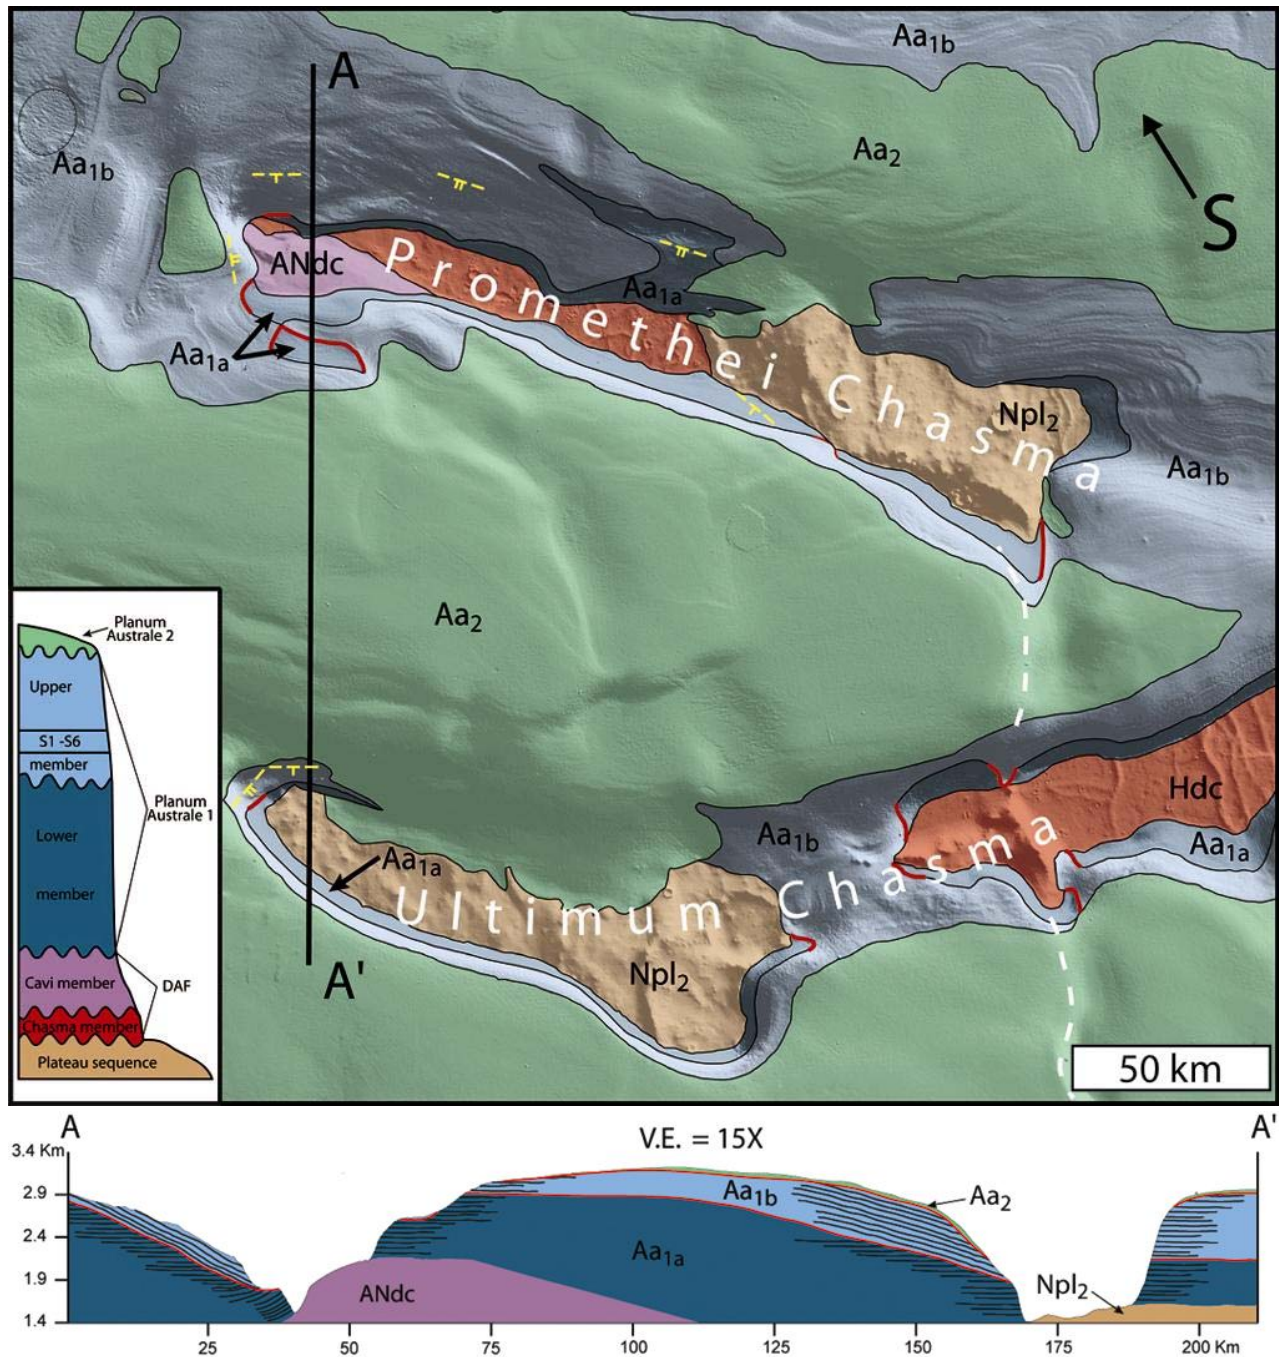 Aa1b
A
Aa2
Aa1b
S
ANdc
Promethei Chasma
Aa1a
Aa1a
Npl2
Aa1b
Aa2
Planum
Australe 2
Upper
S1 -S6
member
Planum
Australe 1
Lower
member
Cavi member
DAF
Chasma member
Plateau sequence
Hdc
Aa1b
Aa1a
Aa1a
Ultimum Chasma
Npl2
A'
50 km
A
V.E. = 15X
A'
3.4 Km
2.9
2.4
1.9
1.4
Aa1b
Aa2
Aa1a
ANdc
Npl2
25 50 75 100 125 150 175 200 Km